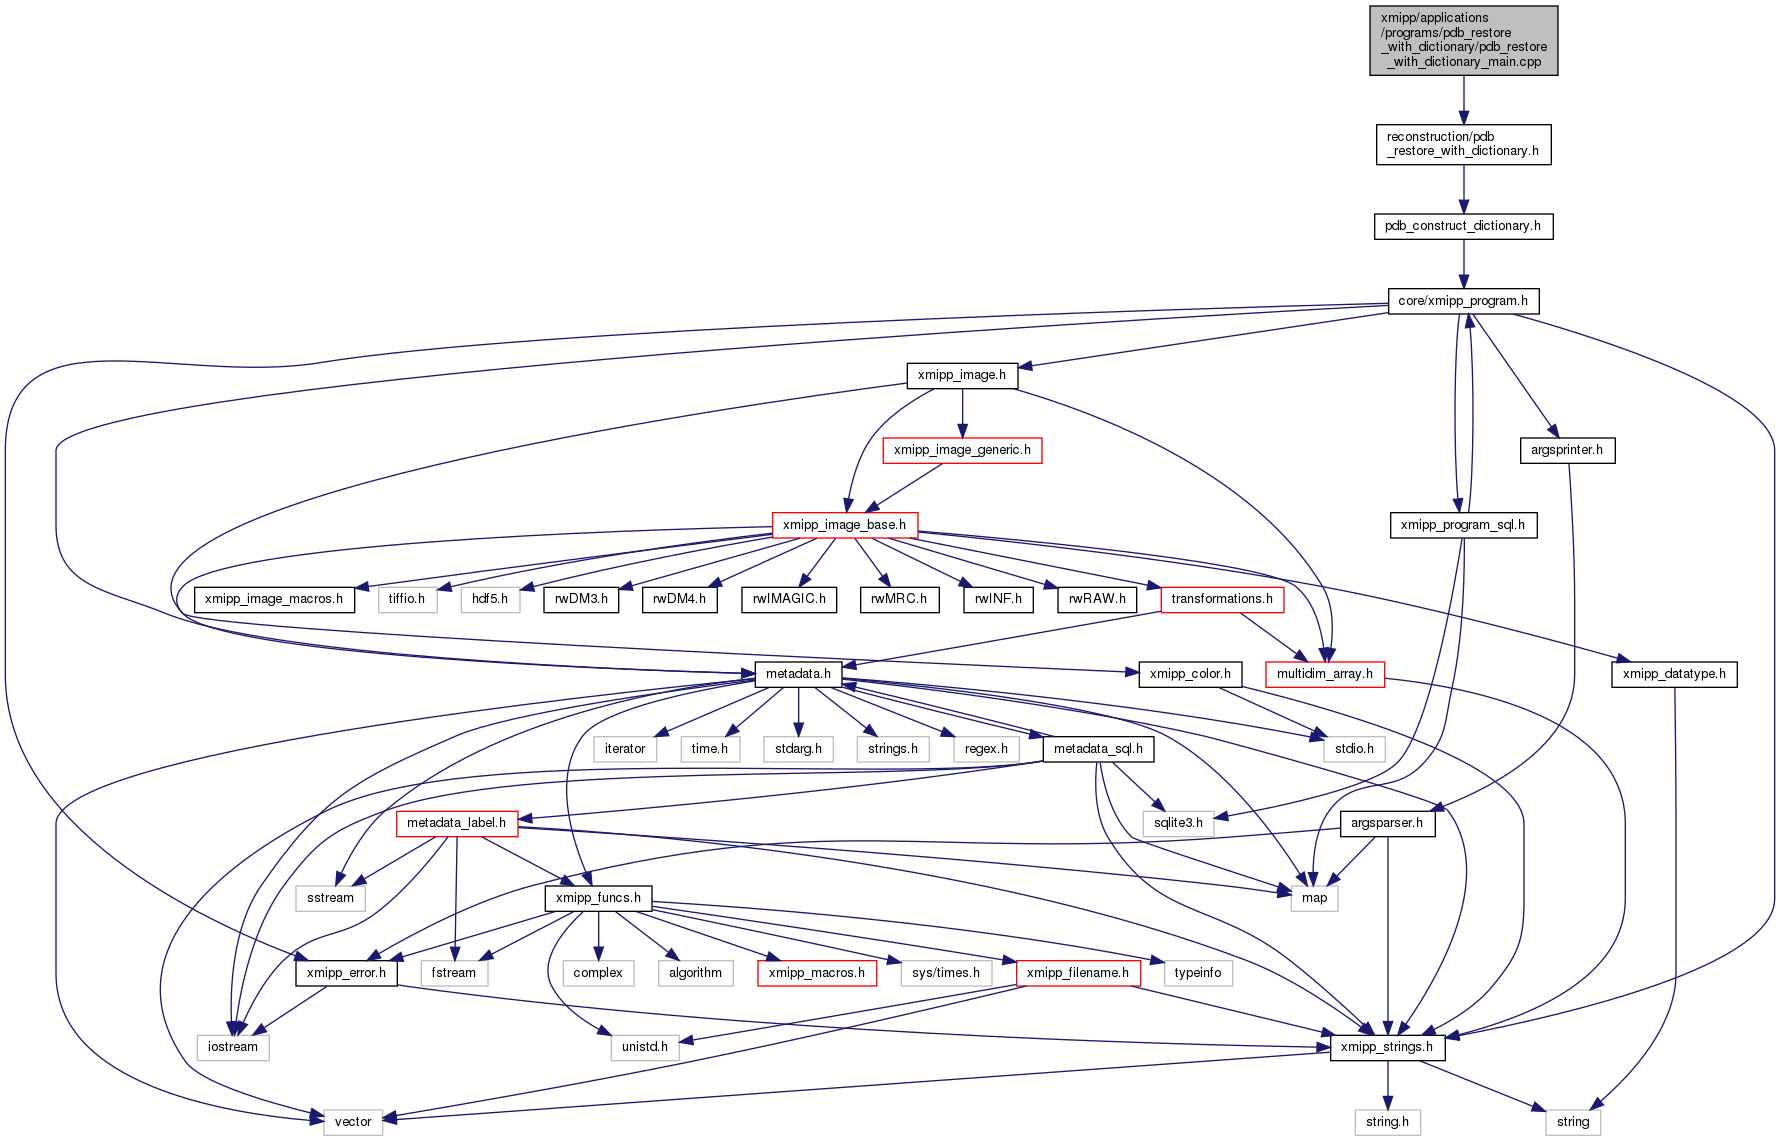 xmipp/applications
/programs/pdb_restore
_with_dictionary/pdb_restore
_with_dictionary_main.cpp
reconstruction/pdb
_restore_with_dictionary.h
pdb_construct_dictionary.h
core/xmipp_program.h
xmipp_image.h
xmipp_image_generic.h
argsprinter.h
xmipp_image_base.h
xmipp_program_sql.h
xmipp_image_macros.h
tiffio.h
hdf5.h
rwDM3.h
rwDM4.h
rwIMAGIC.h
rwMRC.h
rwINF.h
rwRAW.h
transformations.h
metadata.h
xmipp_color.h
multidim_array.h
xmipp_datatype.h
iterator
time.h
stdarg.h
strings.h
regex.h
metadata_sql.h
stdio.h
metadata_label.h
sqlite3.h
argsparser.h
sstream
xmipp_funcs.h
map
xmipp_error.h
fstream
complex
algorithm
xmipp_macros.h
sys/times.h
xmipp_filename.h
typeinfo
iostream
unistd.h
xmipp_strings.h
vector
string.h
string